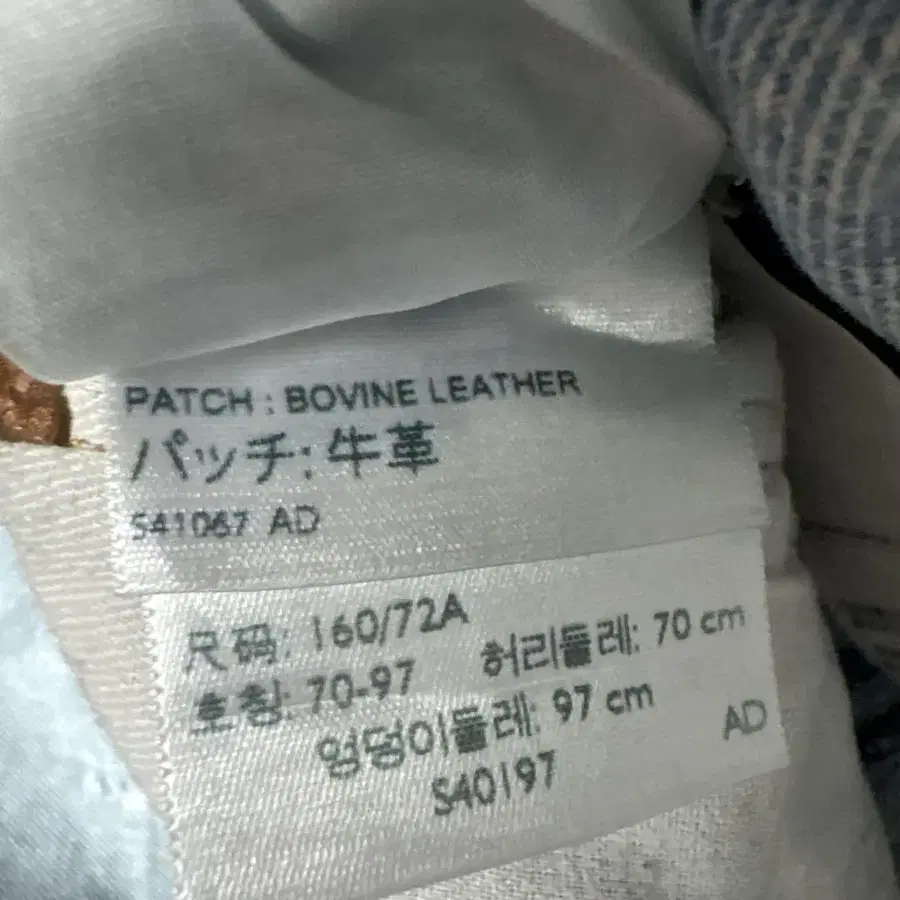 PATCH : BOVINE LEATHER
パッチ: 牛革
S41067 AD
尺码: 160/72A
호칭: 70-97 허리둘레: 70 cm
엉덩이둘레: 97 cm
AD
S40197